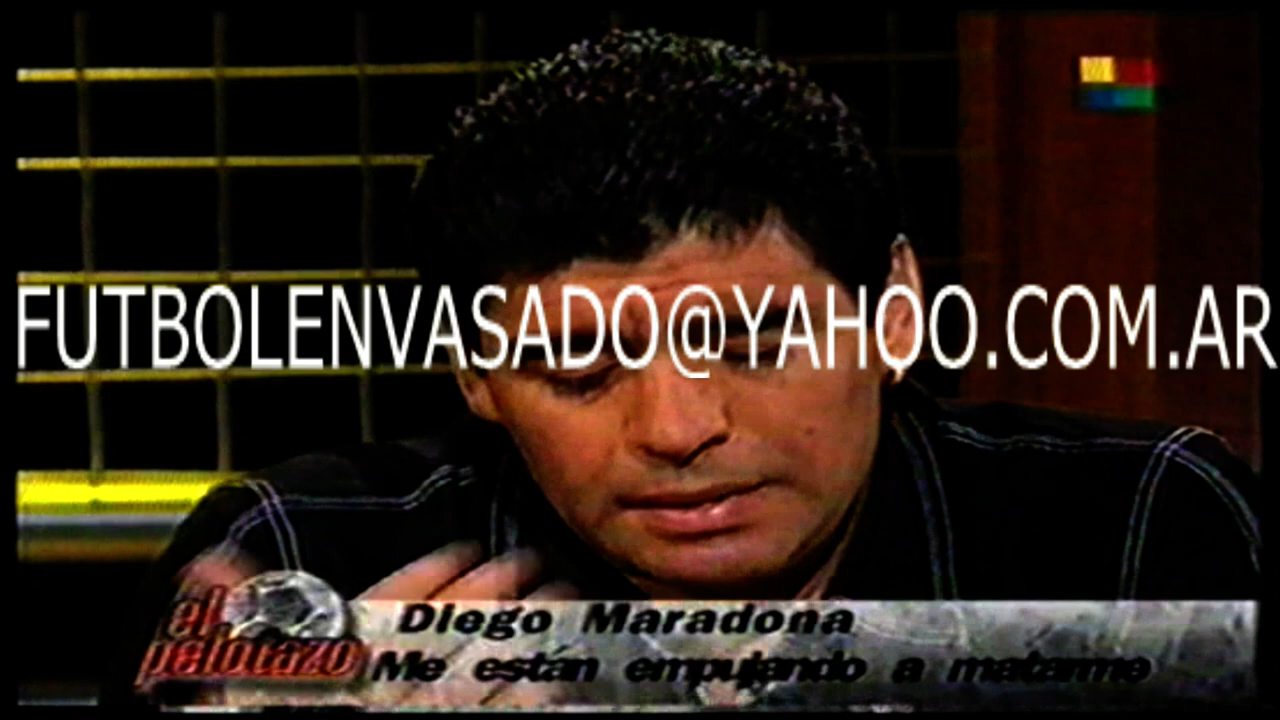 FUTBOLENVASADO@YAHOO.COM.AR
el
pelotazo
Diego Maradona
Me están empujando a matarme